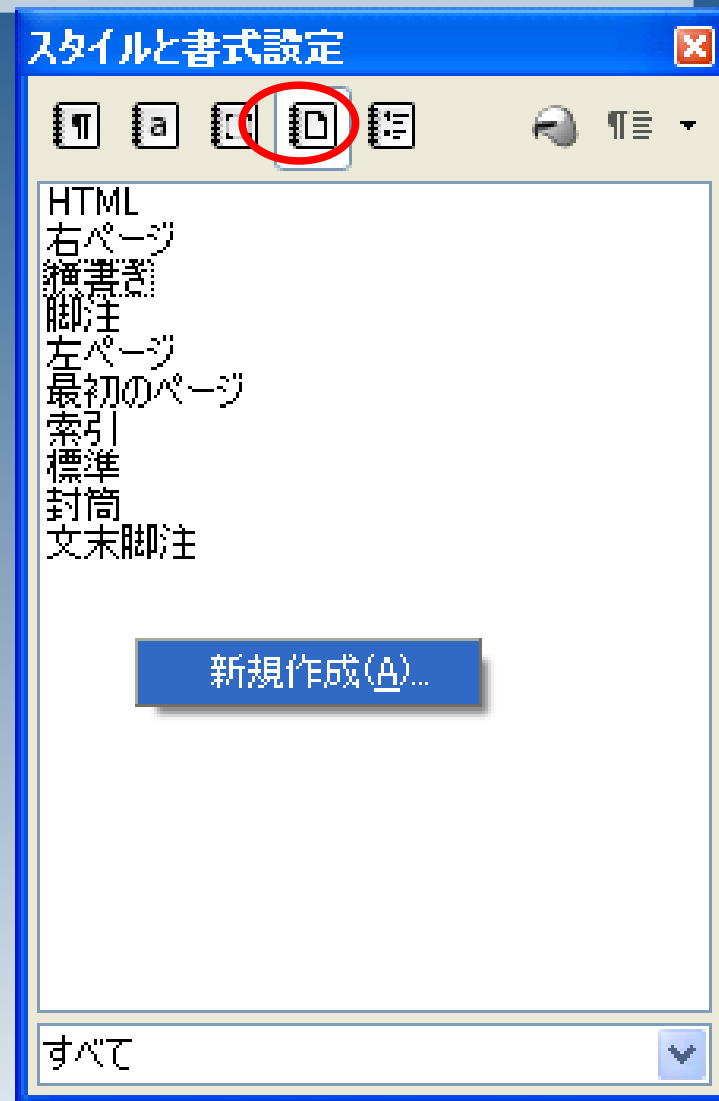 スタイルと書式設定
HTML
右ページ
横書き
脚注
左ページ
最初のページ
索引
標準
封筒
文末脚注
新規作成(A)...
すべて